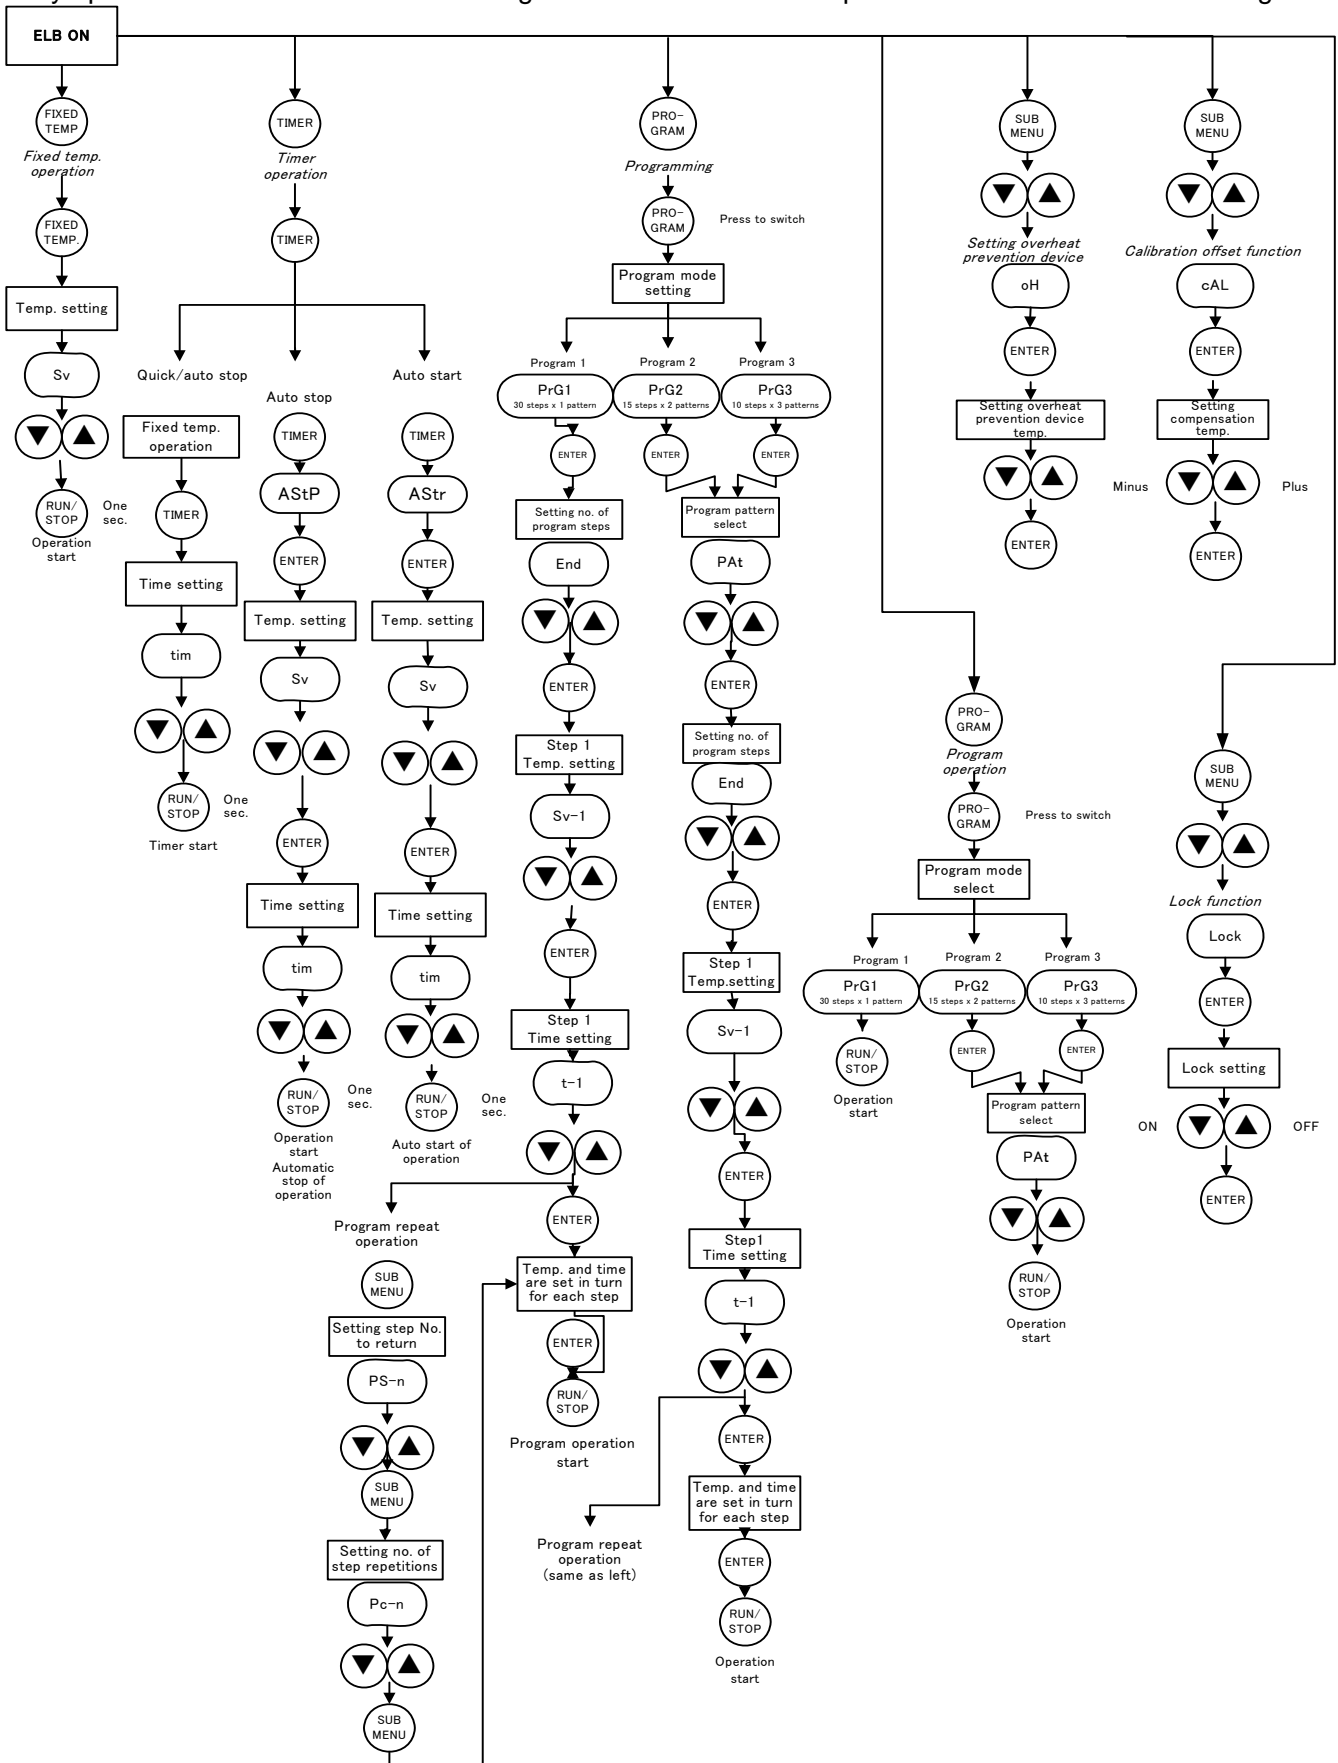 ELB ON
FIXED
TEMP
Fixed temp.
operation
FIXED
TEMP.
Temp. setting
Sv
RUN/
STOP
One
sec.
Operation
start
TIMER
Timer
operation
TIMER
Quick/auto stop
Fixed temp.
operation
TIMER
Time setting
tim
RUN/
STOP
One
sec.
Timer start
Auto stop
TIMER
AStP
ENTER
Temp. setting
Sv
ENTER
Time setting
tim
RUN/
STOP
One
sec.
Operation
start
Automatic
stop of
operation
Auto start
TIMER
AStr
ENTER
Temp. setting
Sv
ENTER
Time setting
tim
RUN/
STOP
One
sec.
Auto start of
operation
PRO-
GRAM
Programming
PRO-
GRAM
Press to switch
Program mode
setting
Program 1
PrG1
30 steps x 1 pattern
Program 2
PrG2
15 steps x 2 patterns
Program 3
PrG3
10 steps x 3 patterns
ENTER
ENTER
ENTER
Setting no. of
program steps
End
ENTER
Step 1
Temp. setting
Sv-1
ENTER
Step 1
Time setting
t-1
ENTER
Temp. and time
are set in turn
for each step
ENTER
RUN/
STOP
Program operation
start
Program repeat
operation
SUB
MENU
Setting step No.
to return
PS-n
SUB
MENU
Setting no. of
step repetitions
Pc-n
SUB
MENU
Program pattern
select
PAt
ENTER
Setting no. of
program steps
End
ENTER
Step 1
Temp.setting
Sv-1
ENTER
Step1
Time setting
t-1
ENTER
Temp. and time
are set in turn
for each step
ENTER
RUN/
STOP
Operation
start
Program repeat
operation
(same as left)
PRO-
GRAM
Program
operation
PRO-
GRAM
Press to switch
Program mode
select
Program 1
PrG1
30 steps x 1 pattern
Program 2
PrG2
15 steps x 2 patterns
Program 3
PrG3
10 steps x 3 patterns
RUN/
STOP
Operation
start
ENTER
ENTER
Program pattern
select
PAt
RUN/
STOP
Operation
start
SUB
MENU
Setting overheat
prevention device
oH
ENTER
Setting overheat
prevention device
temp.
ENTER
SUB
MENU
Calibration offset function
cAL
ENTER
Setting
compensation
temp.
Minus
Plus
ENTER
SUB
MENU
Lock function
Lock
ENTER
Lock setting
ON
OFF
ENTER